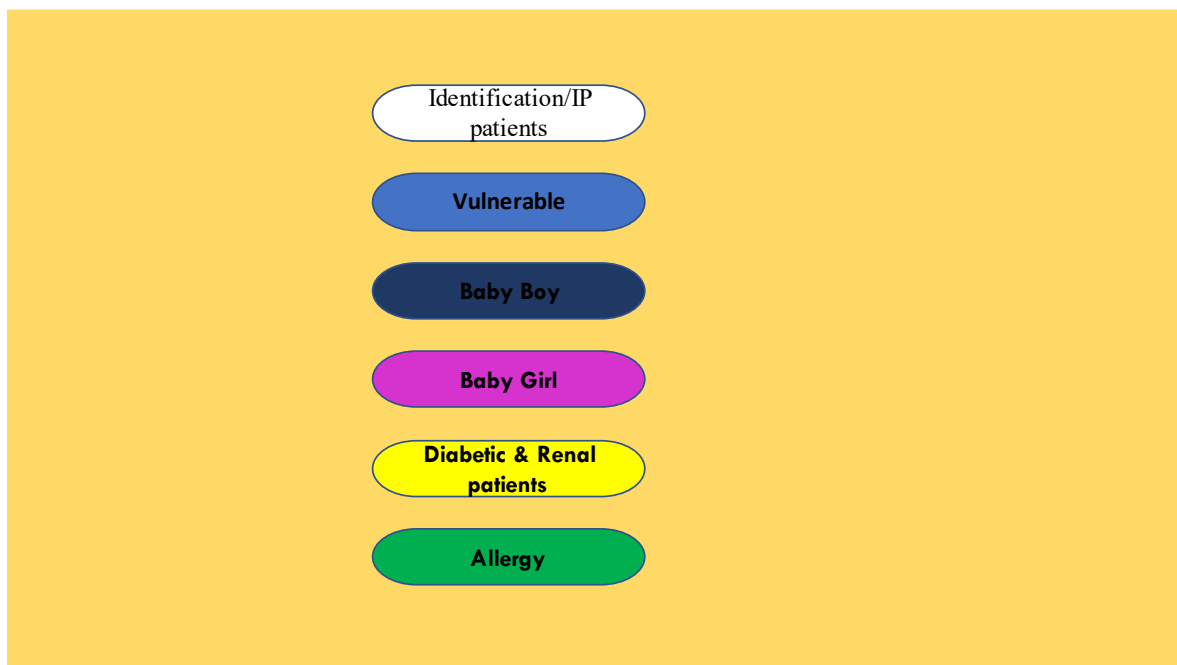 Identification/IP
patients
Vulnerable
Baby Boy
Baby Girl
Diabetic & Renal
patients
Allergy